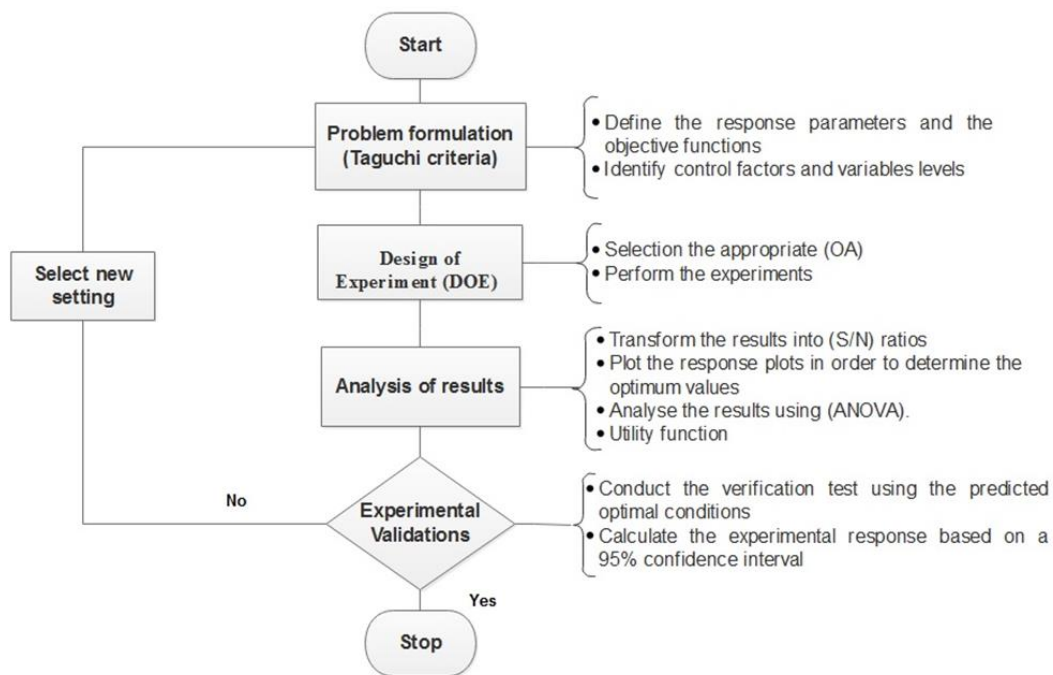 Start
Problem formulation
(Taguchi criteria)
• Define the response parameters and the
objective functions
• Identify control factors and variables levels
Design of
Experiment (DOE)
• Selection the appropriate (OA)
• Perform the experiments
Select new
setting
Analysis of results
• Transform the results into (S/N) ratios
• Plot the response plots in order to determine the
optimum values
• Analyse the results using (ANOVA).
• Utility function
No
Experimental
Validations
• Conduct the verification test using the predicted
optimal conditions
• Calculate the experimental response based on a
95% confidence interval
Yes
Stop